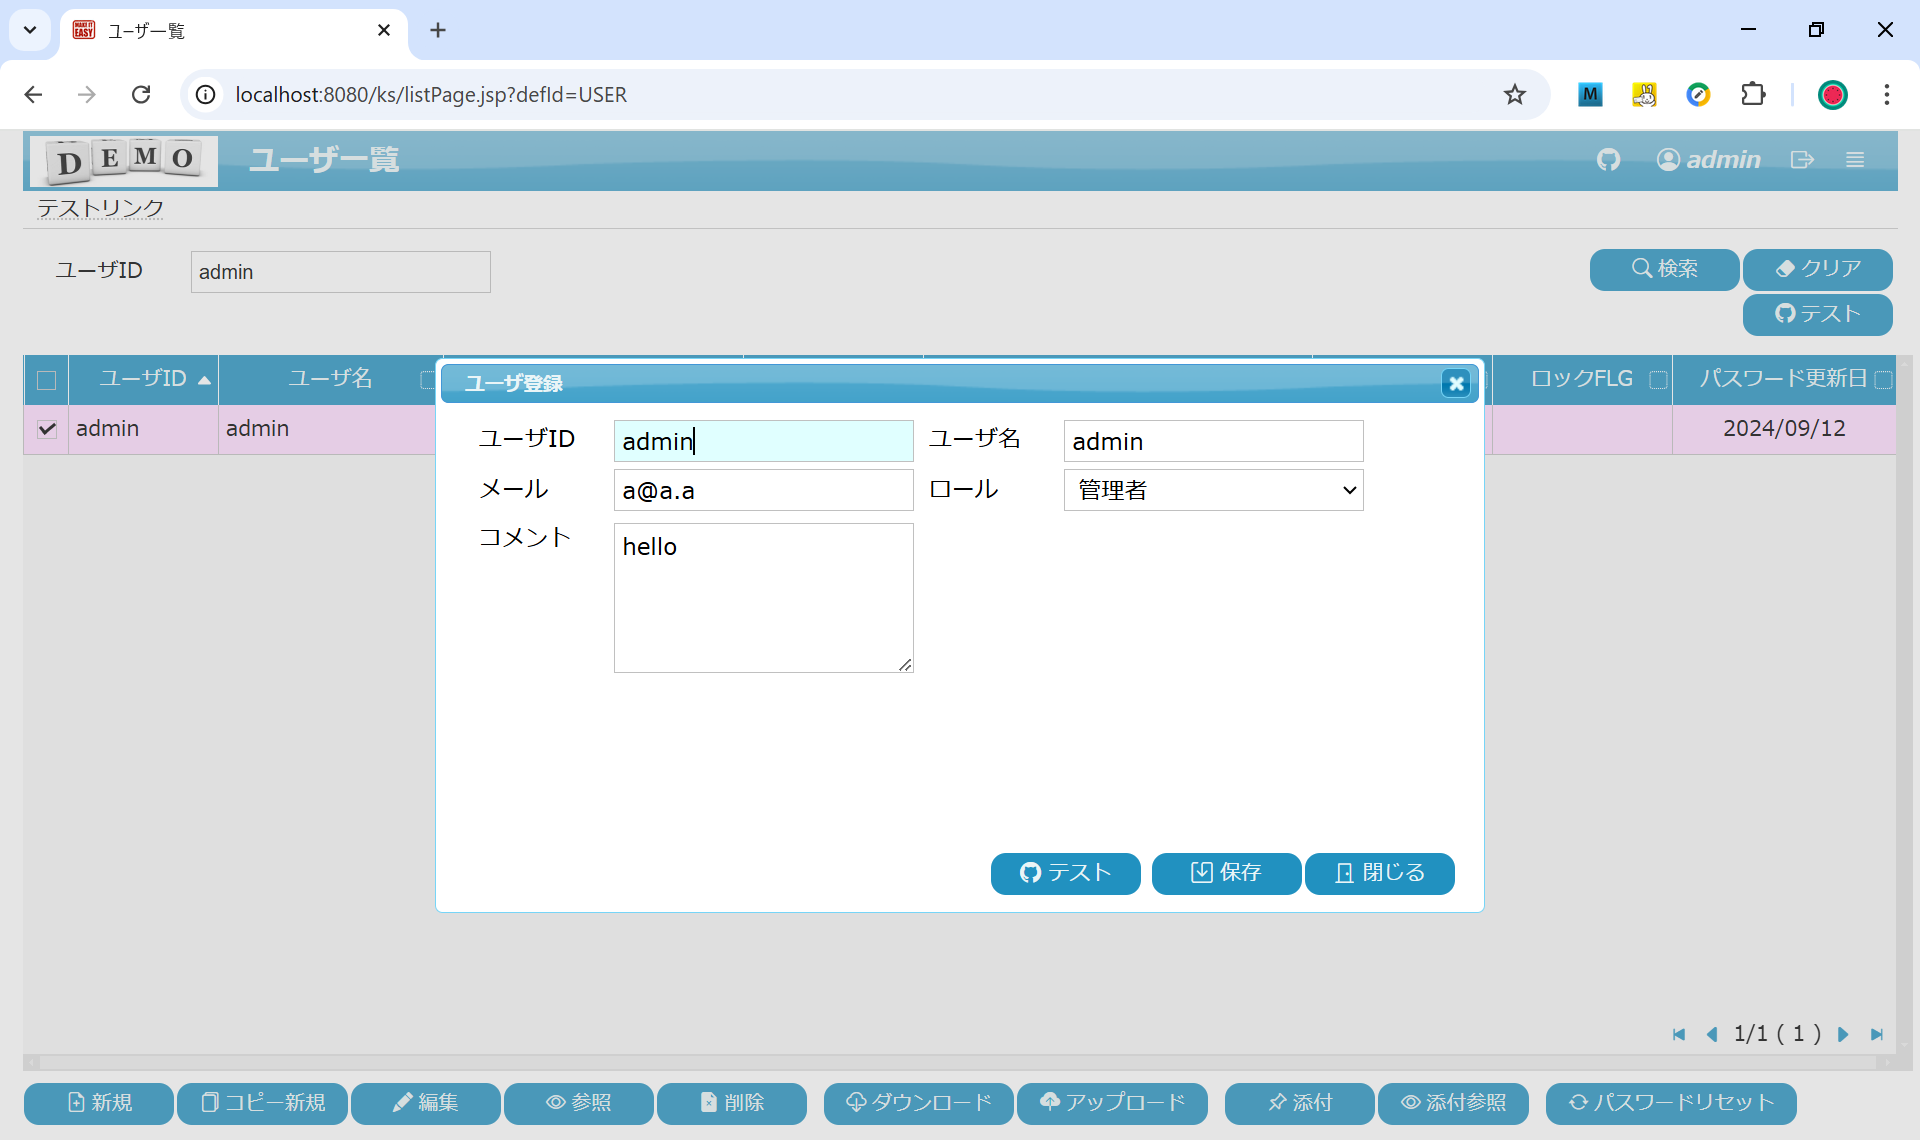 MAKE IT EASY
ユーザ一覧
localhost:8080/ks/listPage.jsp?defId=USER
M
DEMO
ユーザ一覧
admin
テストリンク
ユーザID
admin
検索
クリア
テスト
ユーザID
ユーザ名
ロックFLG
パスワード更新日
admin
admin
2024/09/12
ユーザ登録
ユーザID
admin
ユーザ名
admin
メール
a@a.a
ロール
管理者
コメント
hello
テスト
保存
閉じる
1/1 ( 1 )
新規
コピー新規
編集
参照
削除
ダウンロード
アップロード
添付
添付参照
パスワードリセット